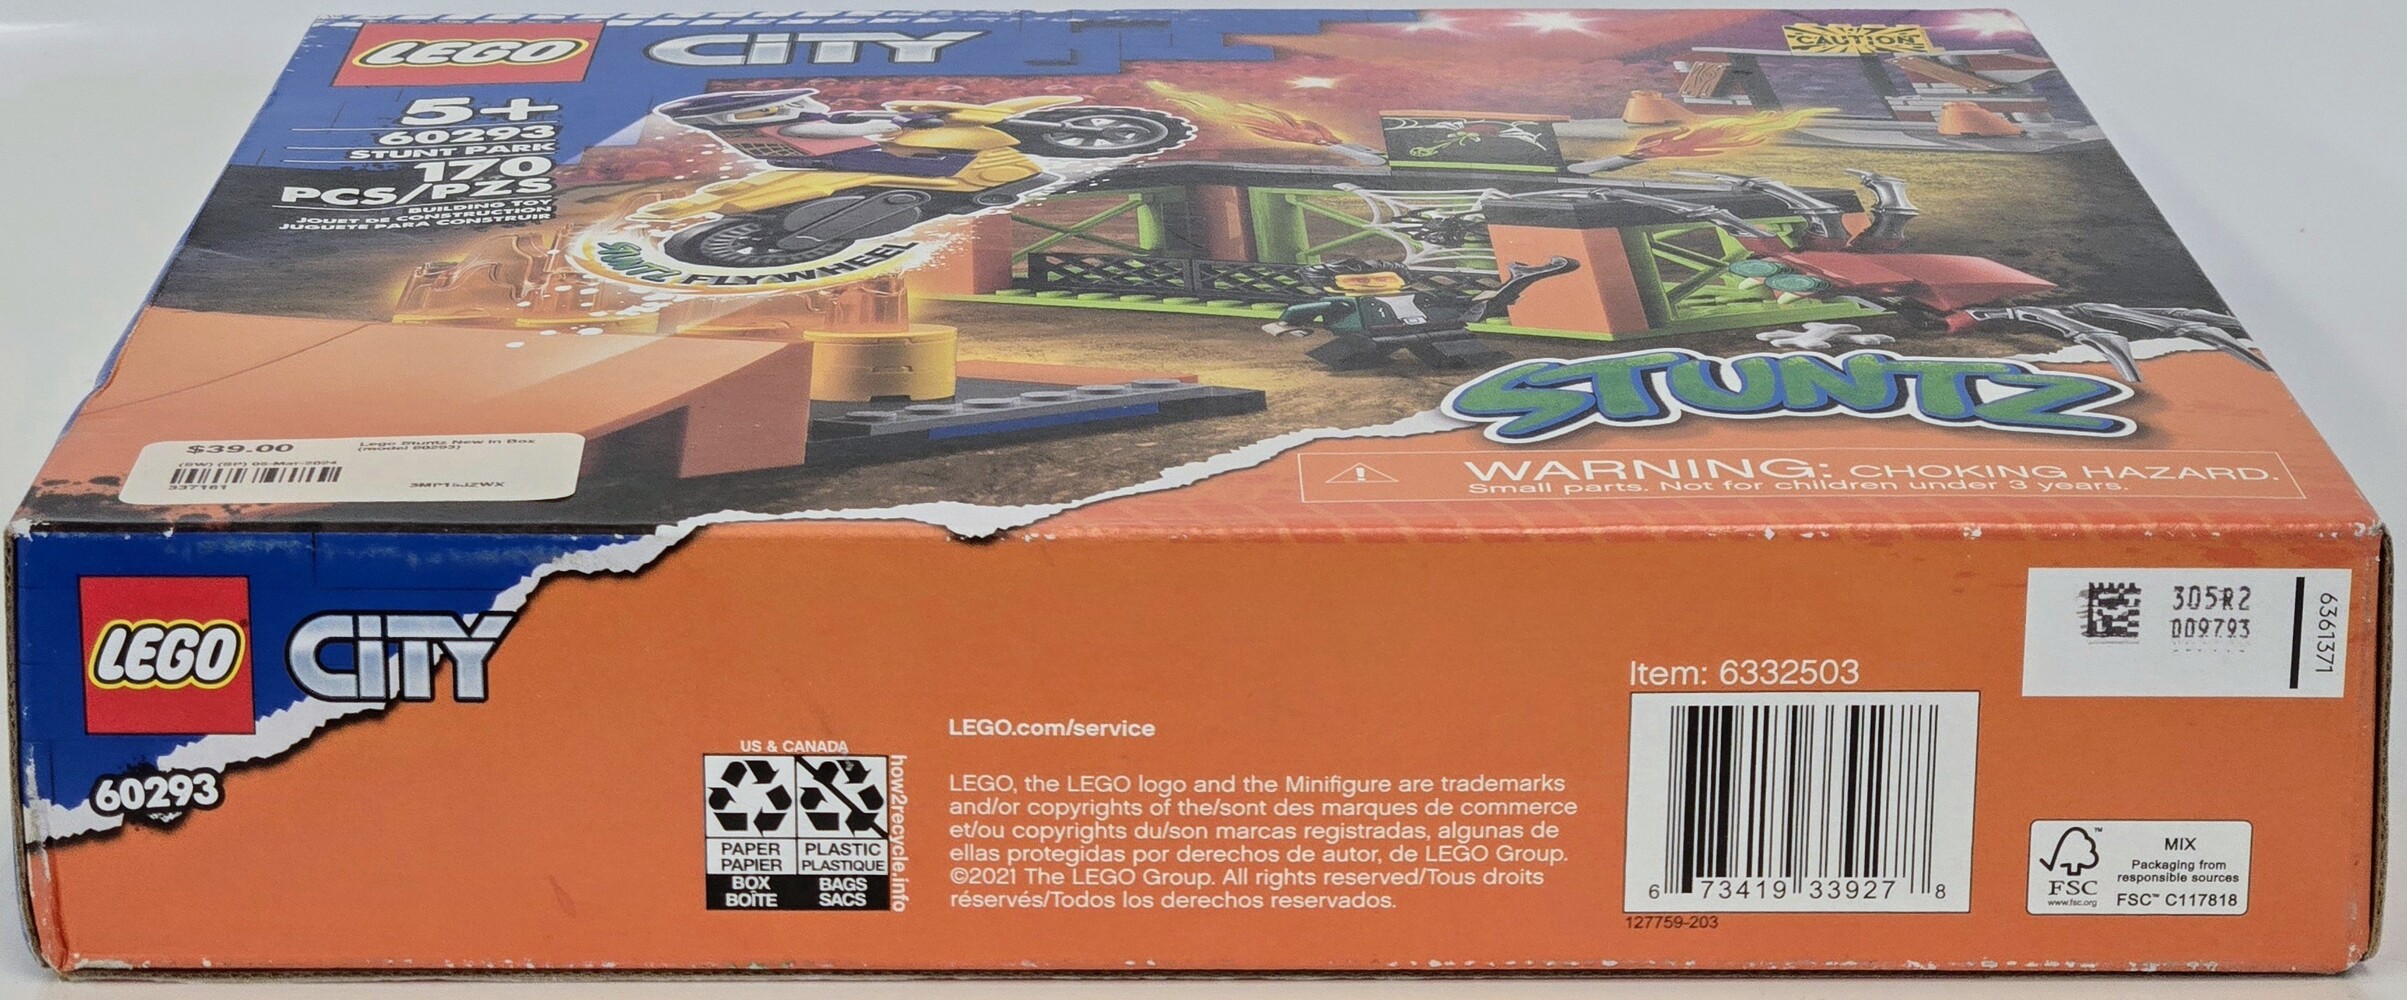 LEGO CITY
5+
60293
STUNT PARK
170
PCS/PZS
BUILDING TOY
JOUET DE CONSTRUCTION
JUGUETE PARA CONSTRUIR
CAUTION
STUNTZ FLYWHEEL
STUNTZ
$39.00
Lego Stuntz New In Box
(model 60293)
(SW) (SP) 05-Mar-2024
337161
WARNING: CHOKING HAZARD.
Small parts. Not for children under 3 years.
LEGO CITY
60293
US & CANADA
PAPER
PAPIER
BOX
BOÎTE
PLASTIC
PLASTIQUE
BAGS
SACS
how2recycle.info
LEGO.com/service
LEGO, the LEGO logo and the Minifigure are trademarks
and/or copyrights of the/sont des marques de commerce
et/ou copyrights du/son marcas registradas, algunas de
ellas protegidas por derechos de autor, de LEGO Group.
©2021 The LEGO Group. All rights reserved/Tous droits
réservés/Todos los derechos reservados.
Item: 6332503
6 73419 33927 8
127759-203
305R2
009793
6361371
FSC
www.fsc.org
MIX
Packaging from
responsible sources
FSC™ C117818